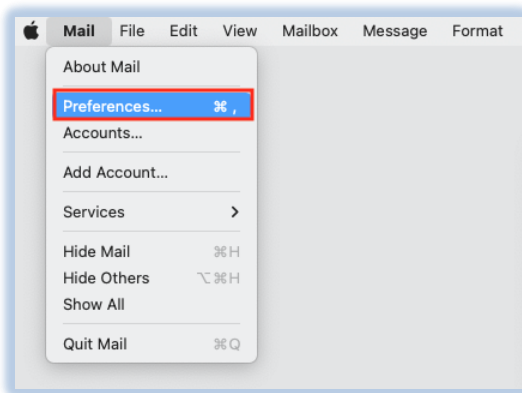 Mail File Edit View Mailbox Message Format
About Mail
Preferences... ⌘ ,
Accounts...
Add Account...
Services >
Hide Mail ⌘H
Hide Others ⌥⌘H
Show All
Quit Mail ⌘Q